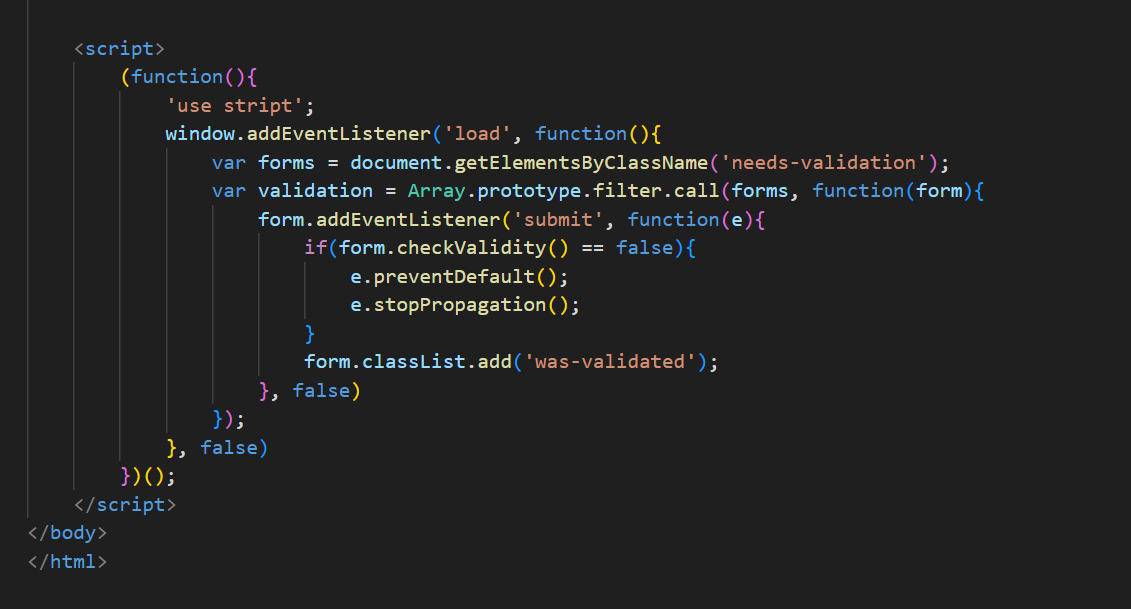 <script>
(function(){
'use stript';
window.addEventListener('load', function(){
var forms = document.getElementsByClassName('needs-validation');
var validation = Array.prototype.filter.call(forms, function(form){
form.addEventListener('submit', function(e){
if(form.checkValidity() == false){
e.preventDefault();
e.stopPropagation();
}
form.classList.add('was-validated');
}, false)
});
}, false)
})();
</script>
</body>
</html>